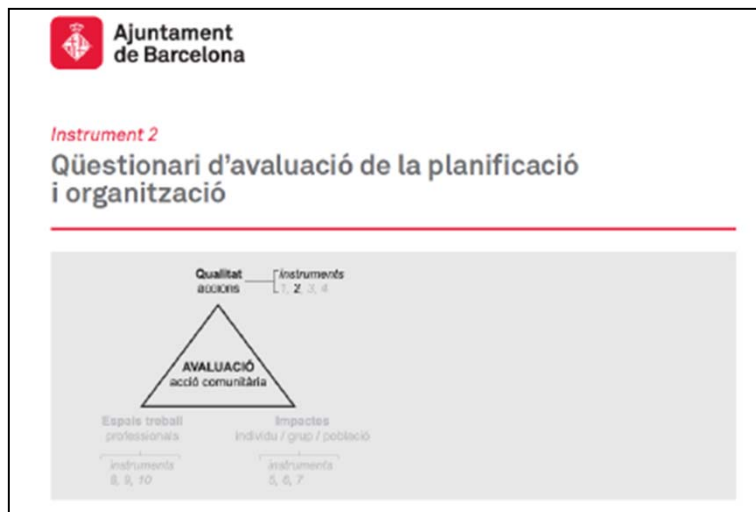 Ajuntament
de Barcelona
Instrument 2
Qüestionari d'avaluació de la planificació
i organització
Qualitat
accions
instruments
1, 2, 3, 4
AVALUACIÓ
acció comunitària
Espais treball
professionals
instruments
8, 9, 10
Impactes
individu / grup / població
instruments
5, 6, 7